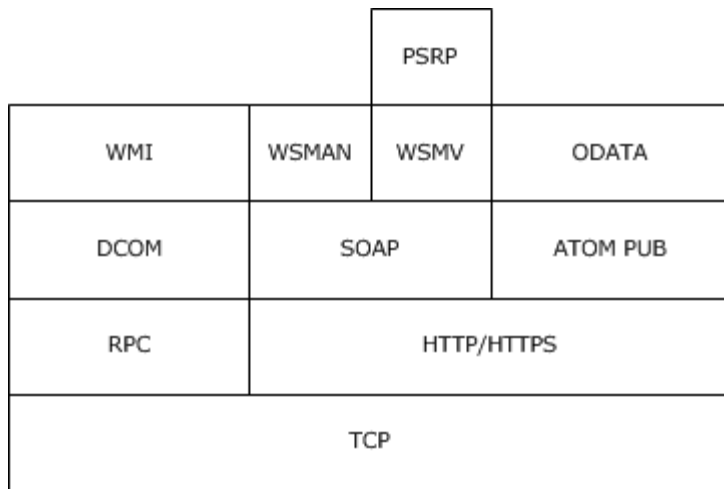 PSRP
WMI
WSMAN
WSMV
ODATA
DCOM
SOAP
ATOM PUB
RPC
HTTP/HTTPS
TCP